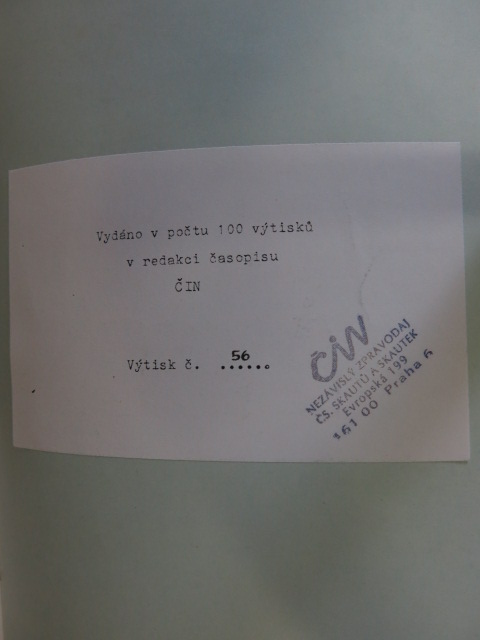 Vydáno v počtu 100 výtisků
v redakci časopisu
ČIN
Výtisk č. 56 ......
ČIN
NEZÁVISLÝ ZPRAVODAJ
ČS. SKAUTŮ A SKAUTEK
Evropská 199
161 00 Praha 6